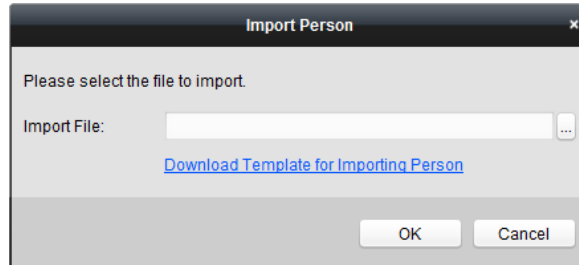 Import Person ×
Please select the file to import.
Import File: ...
Download Template for Importing Person
OK Cancel